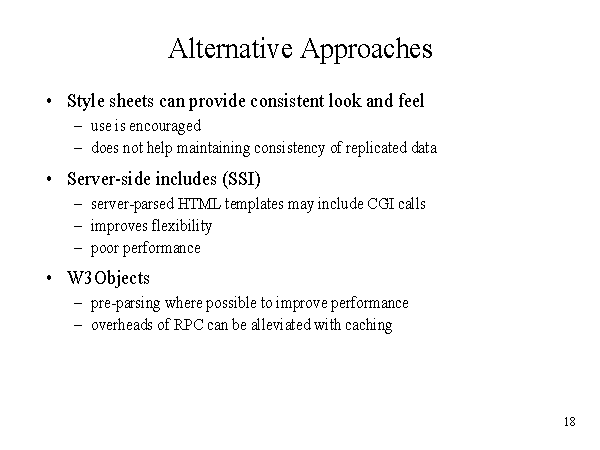 Alternative Approaches
• Style sheets can provide consistent look and feel
– use is encouraged
– does not help maintaining consistency of replicated data
• Server-side includes (SSI)
– server-parsed HTML templates may include CGI calls
– improves flexibility
– poor performance
• W3Objects
– pre-parsing where possible to improve performance
– overheads of RPC can be alleviated with caching
18